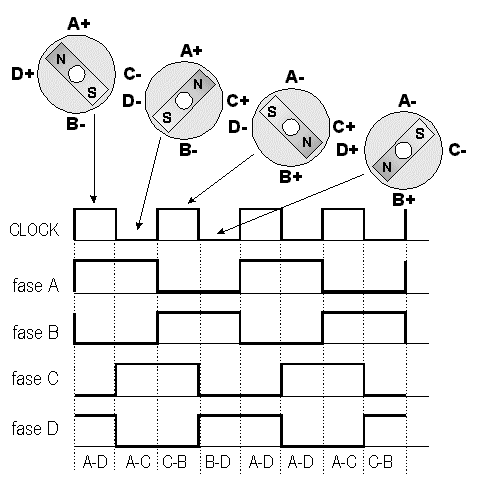 A+
N
S
D+
C-
B-
A+
N
S
D-
C+
B-
A-
S
N
D-
C+
B+
A-
S
N
D+
C-
B+
CLOCK
fase A
fase B
fase C
fase D
A-D A-C C-B B-D A-D A-D A-C C-B